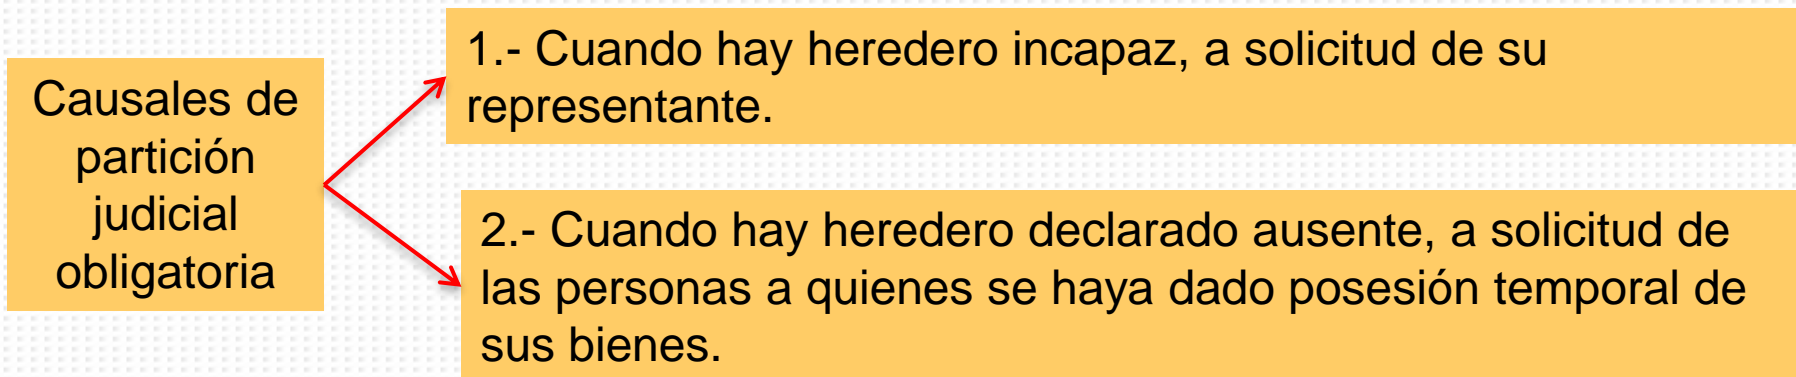 Causales de
partición
judicial
obligatoria
1.- Cuando hay heredero incapaz, a solicitud de su
representante.
2.- Cuando hay heredero declarado ausente, a solicitud de
las personas a quienes se haya dado posesión temporal de
sus bienes.